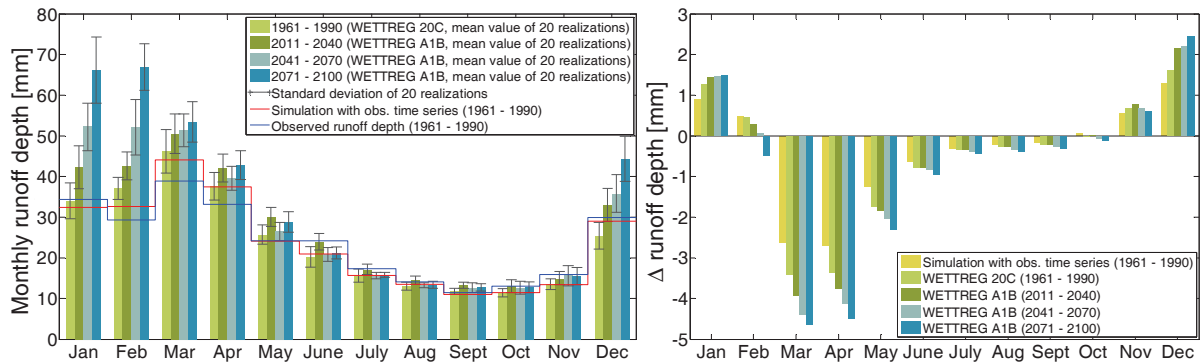 Monthly runoff depth [mm]
80
70
60
50
40
30
20
10
0
1961 - 1990 (WETTREG 20C, mean value of 20 realizations)
2011 - 2040 (WETTREG A1B, mean value of 20 realizations)
2041 - 2070 (WETTREG A1B, mean value of 20 realizations)
2071 - 2100 (WETTREG A1B, mean value of 20 realizations)
Standard deviation of 20 realizations
Simulation with obs. time series (1961 - 1990)
Observed runoff depth (1961 - 1990)
Jan Feb Mar Apr May June July Aug Sept Oct Nov Dec
Δ runoff depth [mm]
3
2
1
0
-1
-2
-3
-4
-5
Simulation with obs. time series (1961 - 1990)
WETTREG 20C (1961 - 1990)
WETTREG A1B (2011 - 2040)
WETTREG A1B (2041 - 2070)
WETTREG A1B (2071 - 2100)
Jan Feb Mar Apr May June July Aug Sept Oct Nov Dec